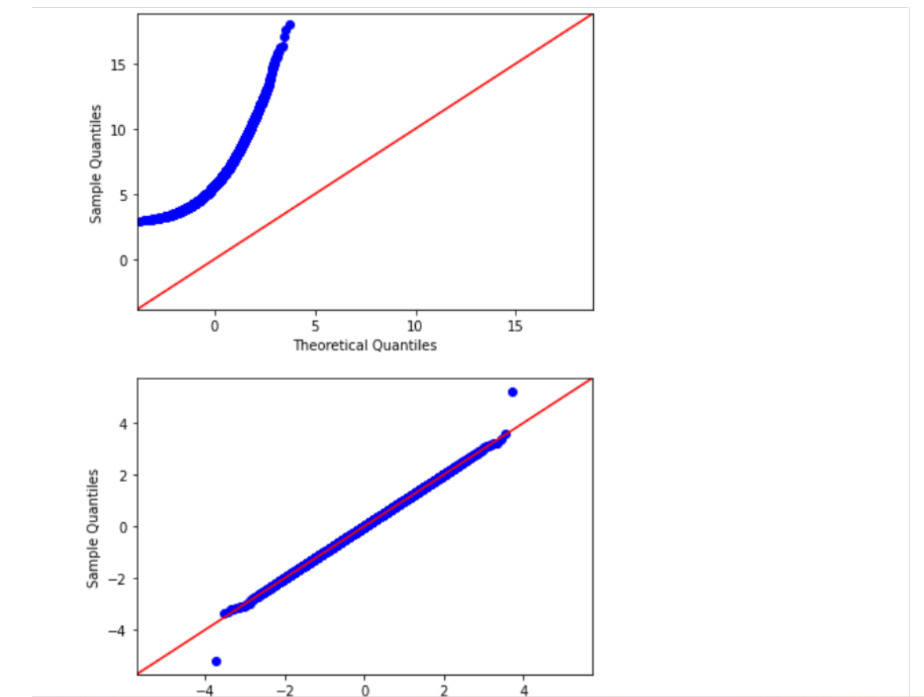 Sample Quantiles
15
10
5
0
0 5 10 15
Theoretical Quantiles
Sample Quantiles
4
2
0
−2
−4
−4 −2 0 2 4